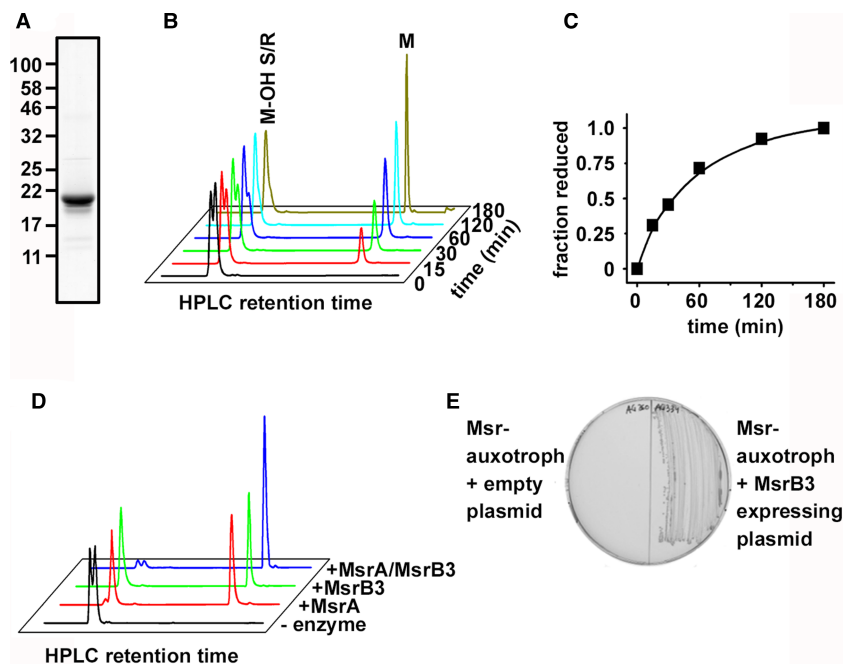 A
B
C
100
58
46
32
25
22
17
11
M-OH S/R
M
0
15
30
60
120
180
time (min)
HPLC retention time
fraction reduced
1.0
0.75
0.5
0.25
0
0
60
120
180
time (min)
D
E
+MsrA/MsrB3
+MsrB3
+MsrA
- enzyme
HPLC retention time
Msr-
auxotroph
+ empty
plasmid
AG360 AG334
Msr-
auxotroph
+ MsrB3
expressing
plasmid